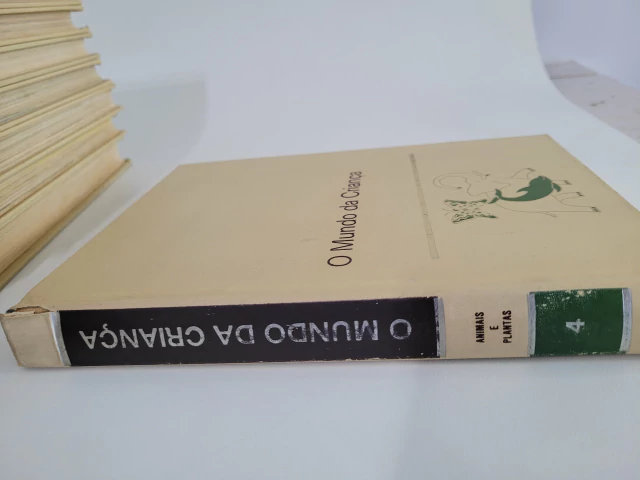 O Mundo da Criança
O MUNDO DA CRIANÇA
ANIMAIS
E
PLANTAS
4